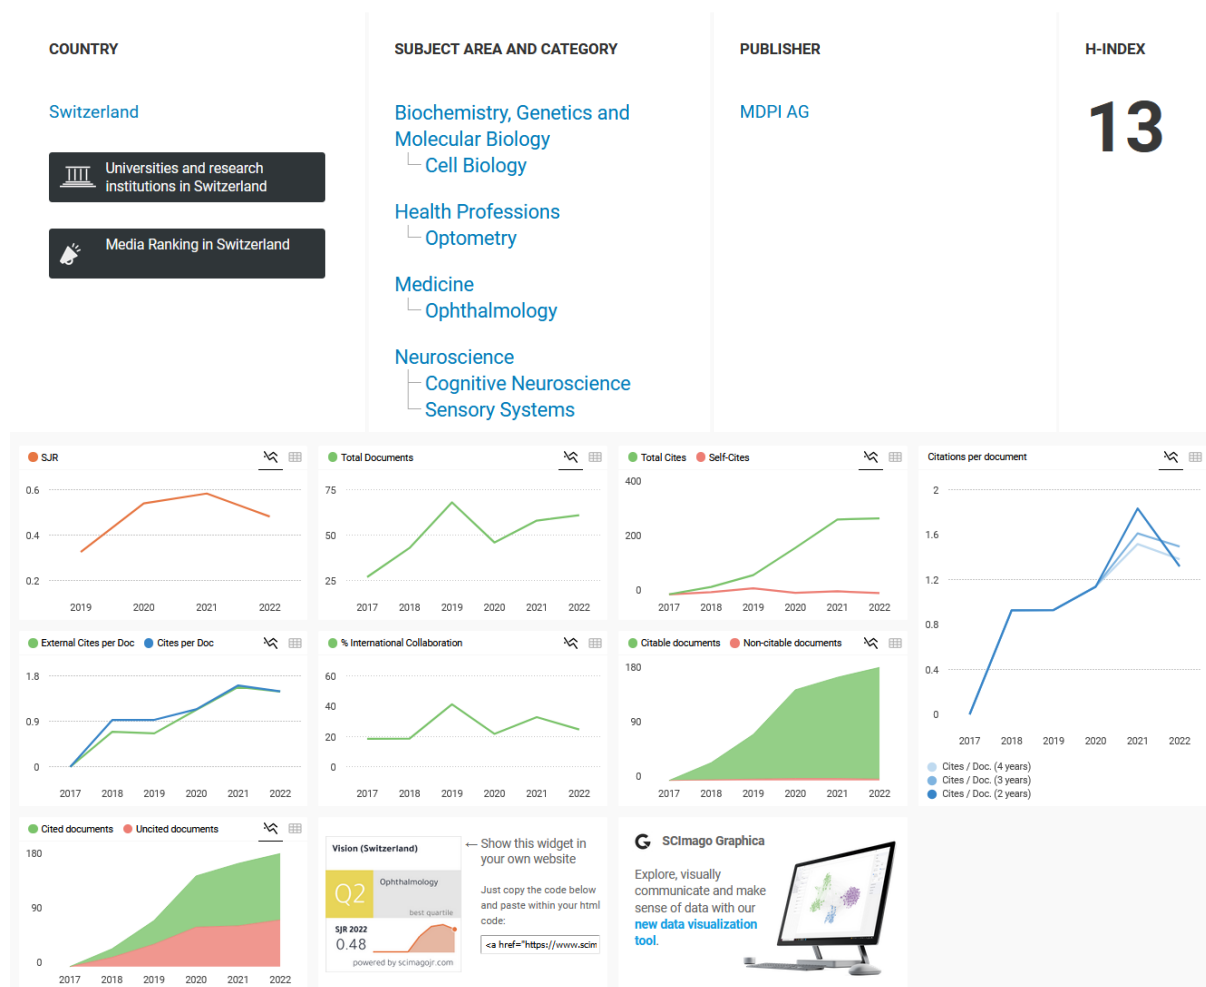 COUNTRY
Switzerland
Universities and research
institutions in Switzerland
Media Ranking in Switzerland
SUBJECT AREA AND CATEGORY
Biochemistry, Genetics and
Molecular Biology
Cell Biology
Health Professions
Optometry
Medicine
Ophthalmology
Neuroscience
Cognitive Neuroscience
Sensory Systems
PUBLISHER
MDPI AG
H-INDEX
13
SJR
0.6
0.4
0.2
2019 2020 2021 2022
Total Documents
75
50
25
2017 2018 2019 2020 2021 2022
Total Cites Self-Cites
400
200
0
2017 2018 2019 2020 2021 2022
Citations per document
2
1.6
1.2
0.8
0.4
0
2017 2018 2019 2020 2021 2022
Cites / Doc. (4 years)
Cites / Doc. (3 years)
Cites / Doc. (2 years)
External Cites per Doc Cites per Doc
1.8
0.9
0
2017 2018 2019 2020 2021 2022
% International Collaboration
60
40
20
0
2017 2018 2019 2020 2021 2022
Citable documents Non-citable documents
180
90
0
2017 2018 2019 2020 2021 2022
Cited documents Uncited documents
180
90
0
2017 2018 2019 2020 2021 2022
Vision (Switzerland)
Q2
Ophthalmology
best quartile
SJR 2022
0.48
powered by scimagojr.com
← Show this widget in
your own website
Just copy the code below
and paste within your html
code:
<a href="https://www.scim
SCImago Graphica
Explore, visually
communicate and make
sense of data with our
new data visualization
tool.